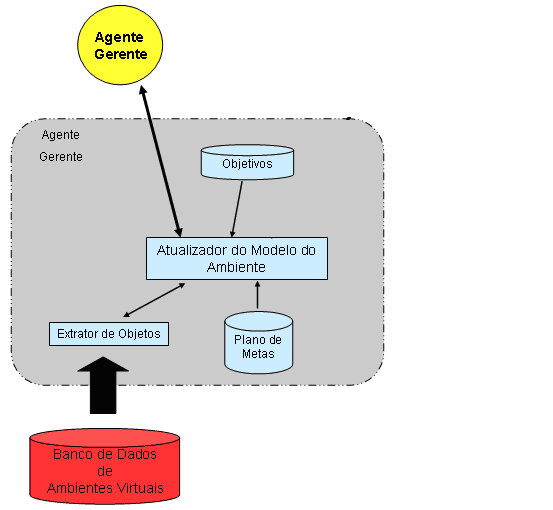 Agente
Gerente
Agente
Gerente
Objetivos
Atualizador do Modelo do
Ambiente
Extrator de Objetos
Plano de
Metas
Banco de Dados
de
Ambientes Virtuais